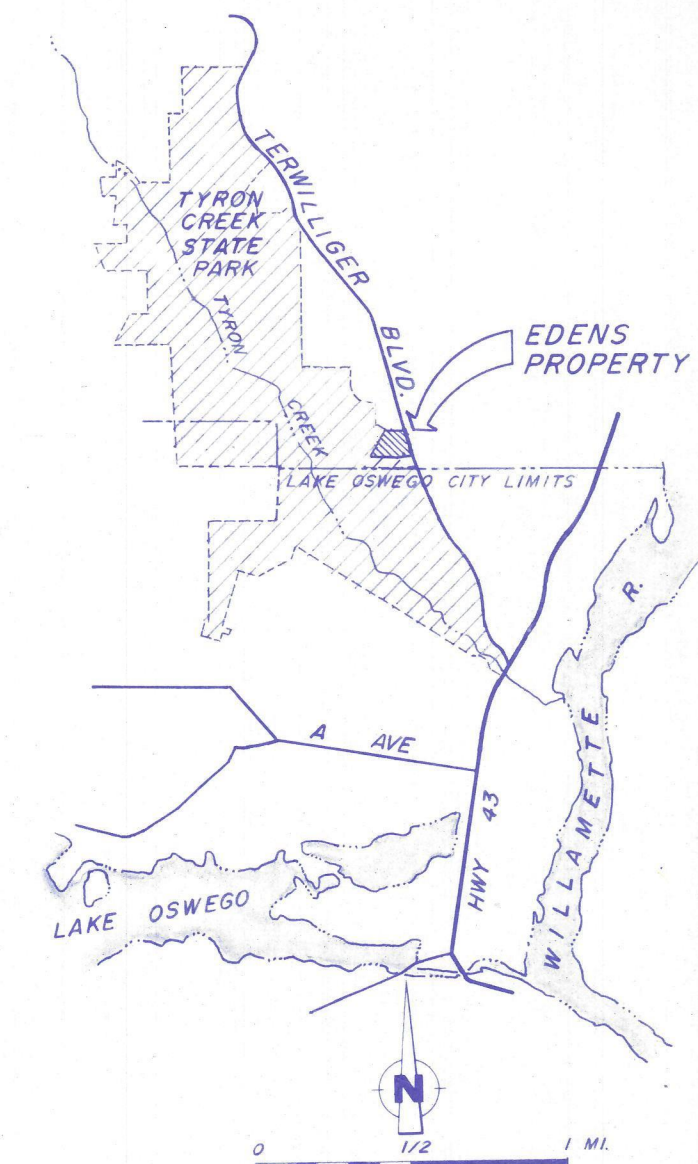 TERWILLIGER BLVD.
TYRON
CREEK
STATE
PARK
TYRON CREEK
EDENS
PROPERTY
LAKE OSWEGO CITY LIMITS
WILLAMETTE R.
A AVE
HWY 43
LAKE OSWEGO
N
0 1/2 1 MI.